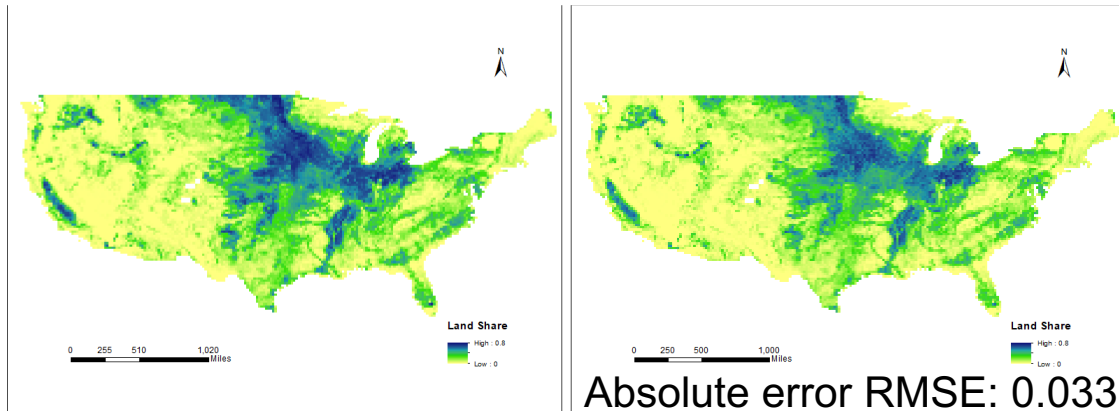 N
Land Share
High : 0.8
Low : 0
0 255 510 1,020
Miles
N
Land Share
High : 0.8
Low : 0
0 250 500 1,000
Miles
Absolute error RMSE: 0.033